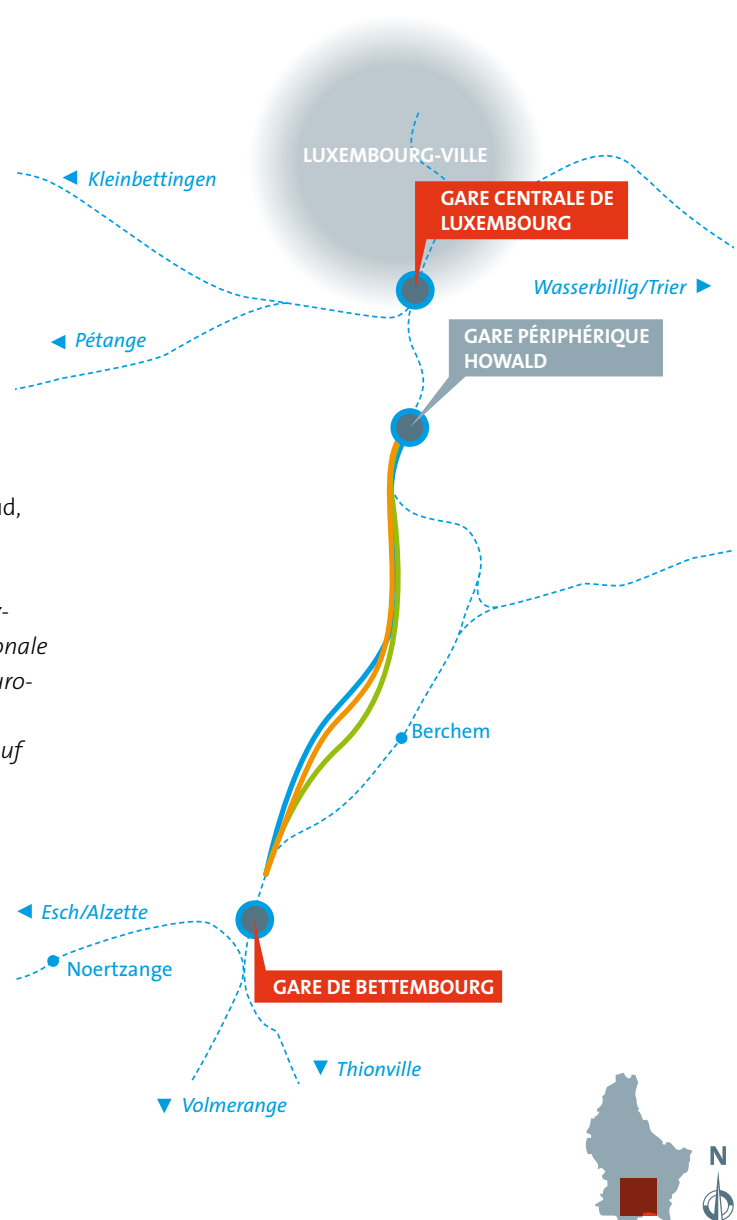 LUXEMBOURG-VILLE
Kleinbettingen
GARE CENTRALE DE
LUXEMBOURG
Wasserbillig/Trier
GARE PÉRIPHÉRIQUE
HOWALD
Pétange
Berchem
Esch/Alzette
Noertzange
GARE DE BETTEMBOURG
Thionville
Volmerange
N